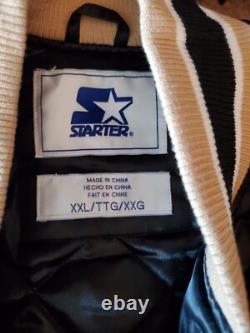 STARTER®
MADE IN CHINA
HECHO EN CHINA
FAIT EN CHINE
XXL/TTG/XXG